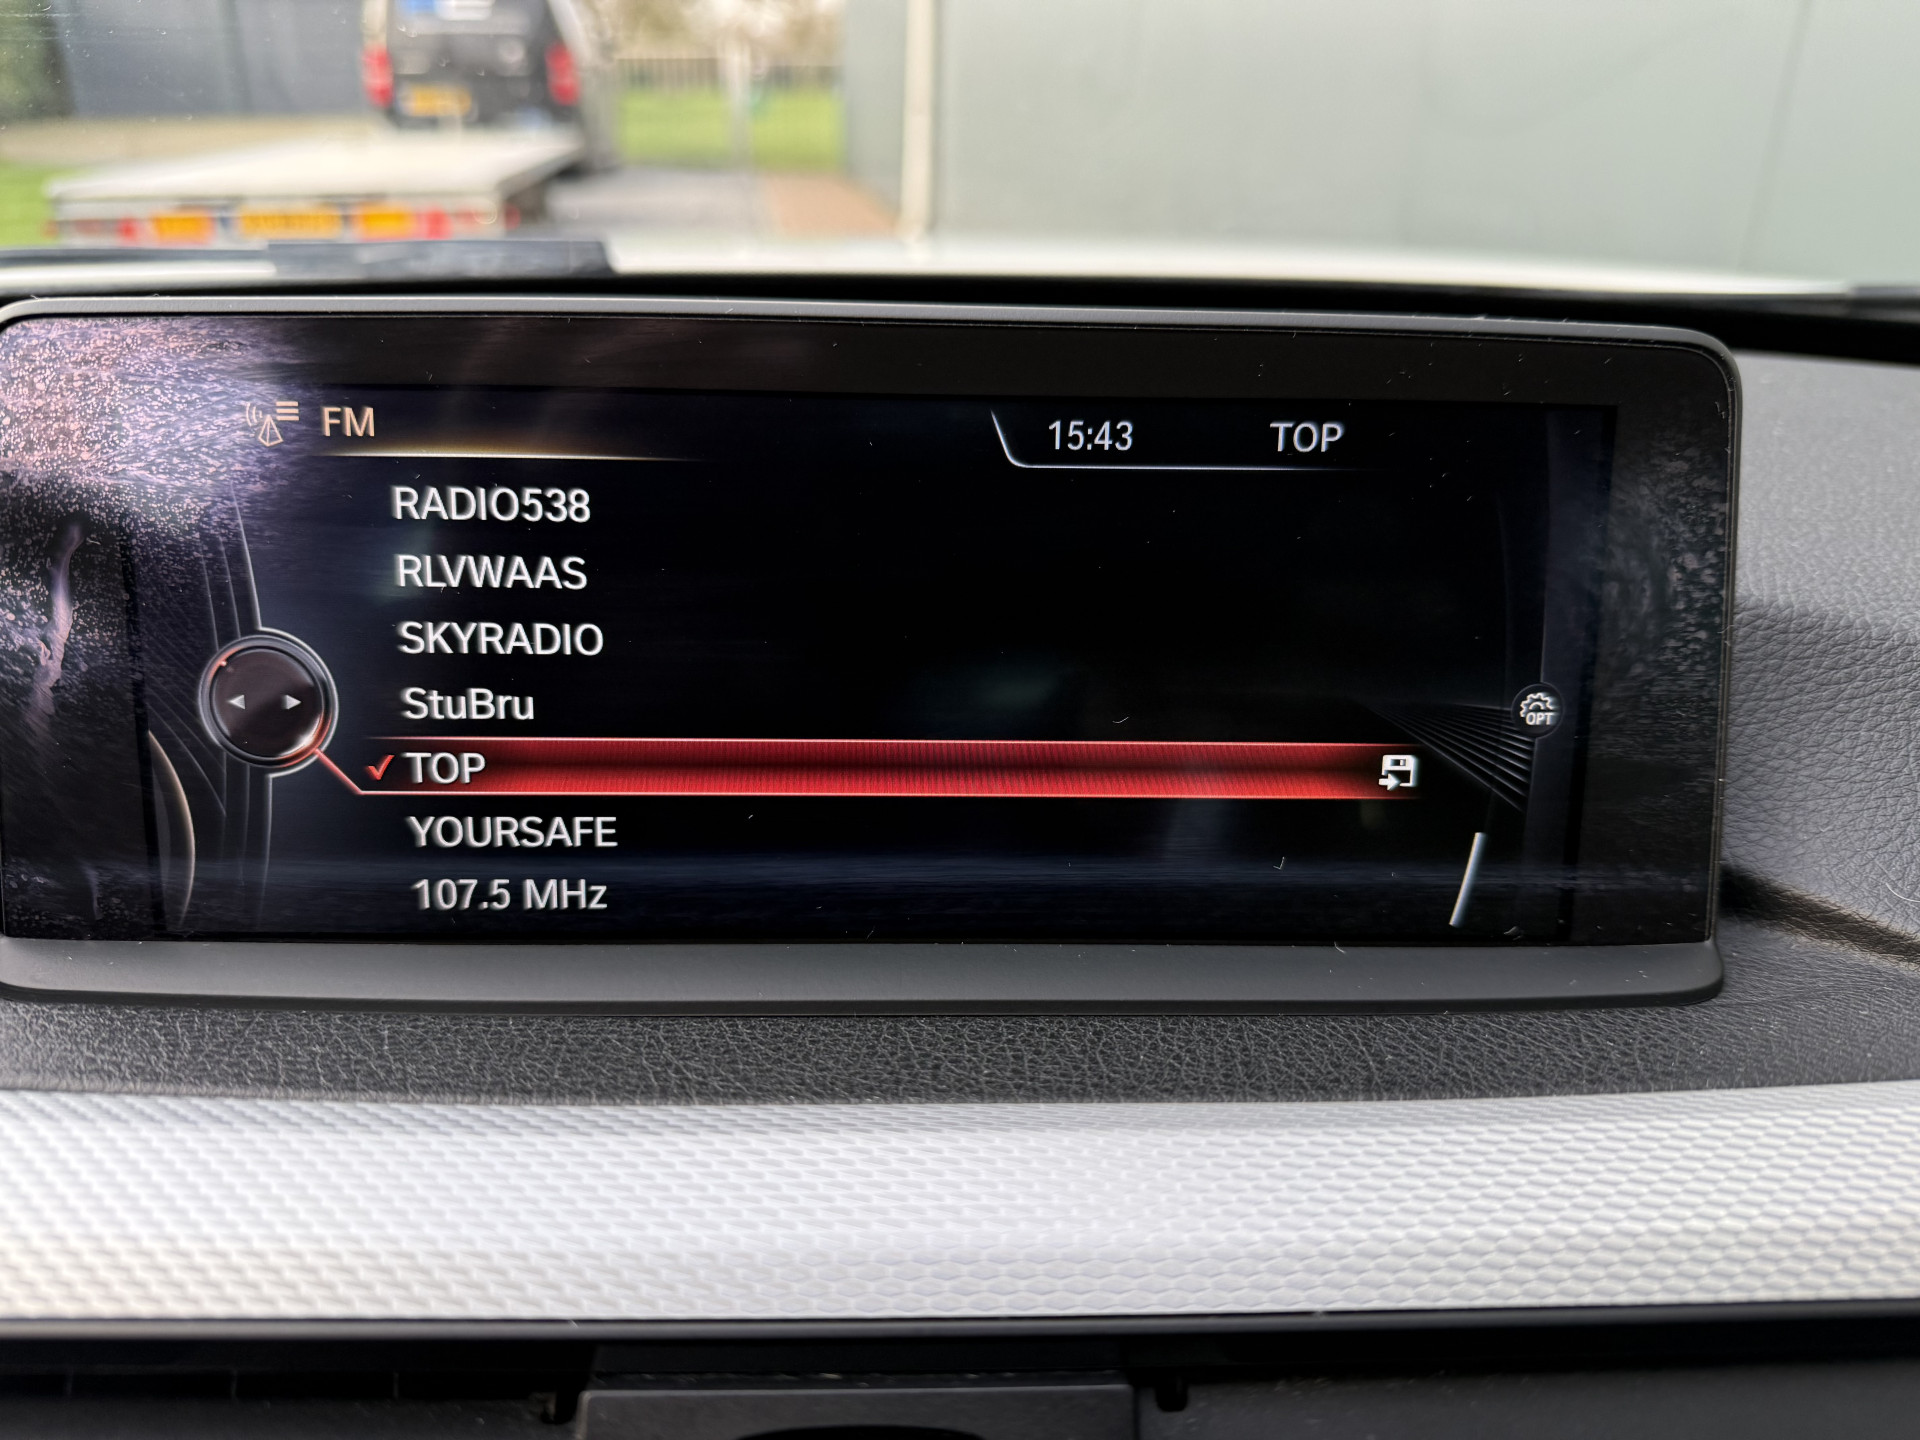 FM
15:43 TOP
RADIO538
RLVWAAS
SKYRADIO
StuBru
OPT
TOP
YOURSAFE
107.5 MHz